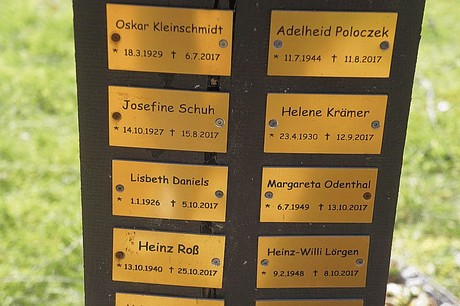 Oskar Kleinschmidt
* 18.3.1929 † 6.7.2017
Josefine Schuh
* 14.10.1927 † 15.8.2017
Lisbeth Daniels
* 1.1.1926 † 5.10.2017
Heinz Roß
* 13.10.1940 † 25.10.2017
Adelheid Poloczek
* 11.7.1944 † 11.8.2017
Helene Krämer
* 23.4.1930 † 12.9.2017
Margareta Odenthal
* 6.7.1949 † 13.10.2017
Heinz-Willi Lörgen
* 9.2.1948 † 8.10.2017